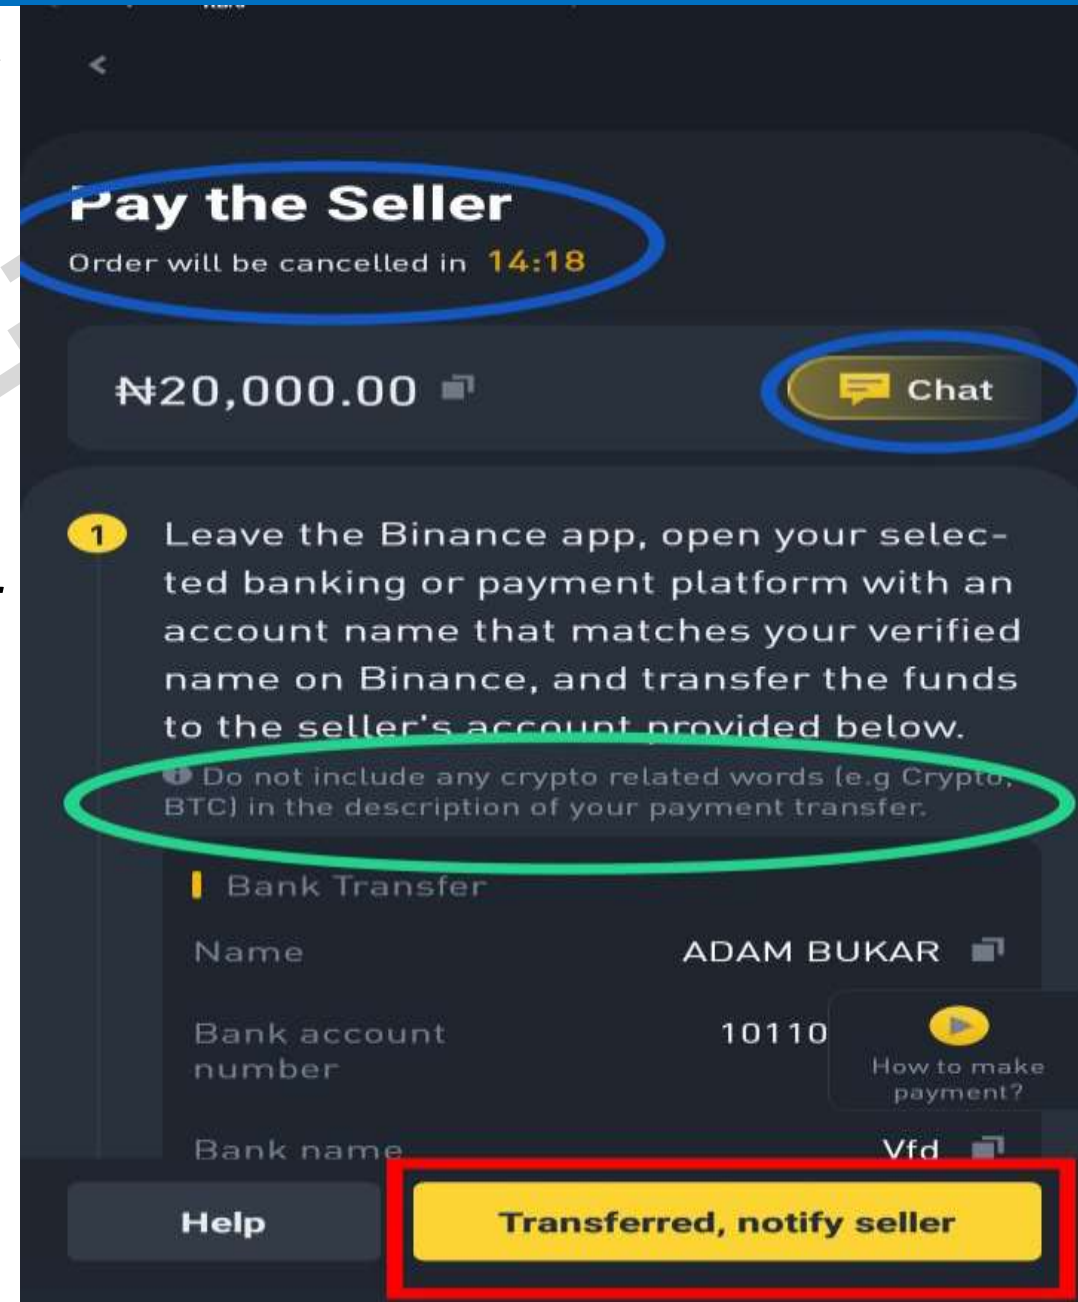 Pay the Seller
Order will be cancelled in 14:18
₦20,000.00
Chat
1
Leave the Binance app, open your selec-
ted banking or payment platform with an
account name that matches your verified
name on Binance, and transfer the funds
to the seller's account provided below.
Do not include any crypto related words (e.g Crypto,
BTC) in the description of your payment transfer.
Bank Transfer
Name ADAM BUKAR
Bank account 10110
number
How to make
payment?
Bank name Vfd
Help
Transferred, notify seller